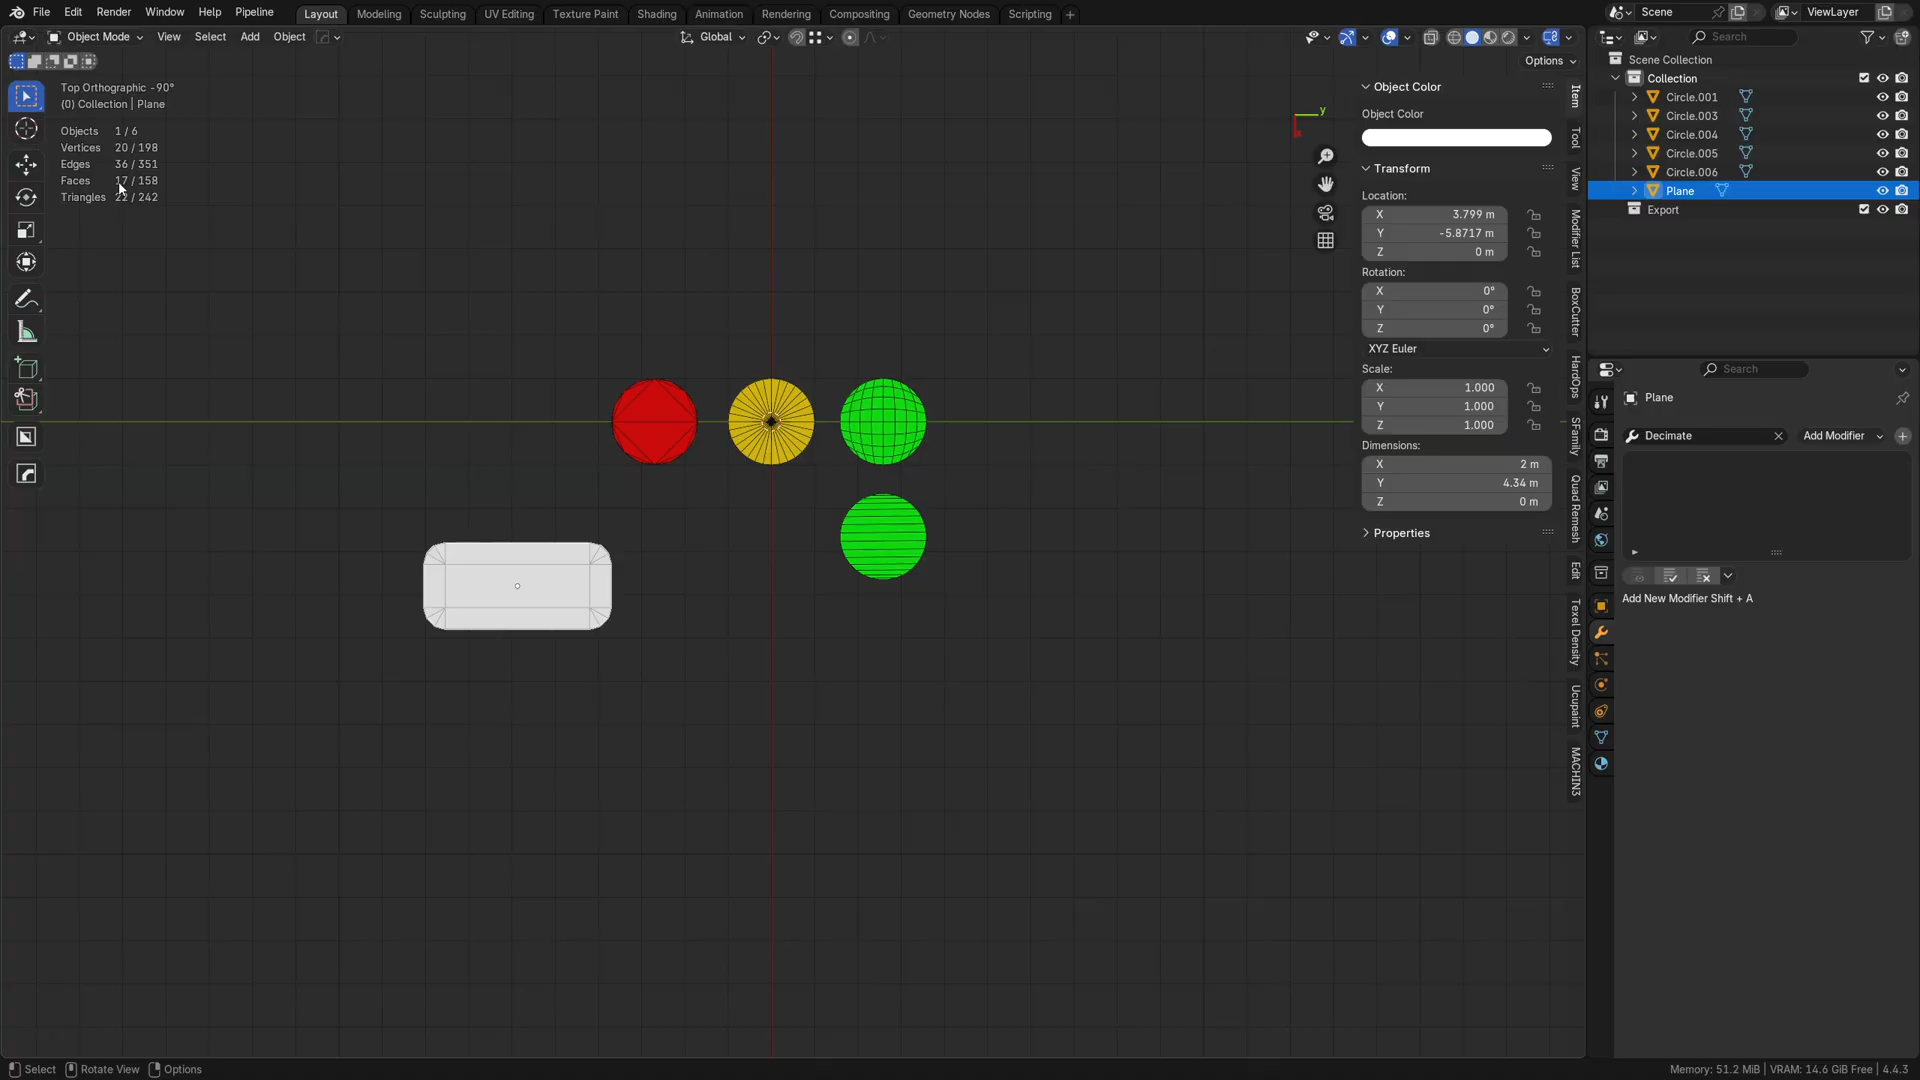 File Edit Render Window Help Pipeline Layout Modeling Sculpting UV Editing Texture Paint Shading Animation Rendering Compositing Geometry Nodes Scripting +
Scene ViewLayer
Object Mode View Select Add Object Global
Search
Options
Top Orthographic -90°
(0) Collection | Plane
Objects 1 / 6
Vertices 20 / 198
Edges 36 / 351
Faces 17 / 158
Triangles 22 / 242
y
x
Object Color
Object Color
Transform
Location:
X 3.799 m
Y -5.8717 m
Z 0 m
Rotation:
X 0°
Y 0°
Z 0°
XYZ Euler
Scale:
X 1.000
Y 1.000
Z 1.000
Dimensions:
X 2 m
Y 4.34 m
Z 0 m
Properties
Item
Tool
View
Modifier List
BoxCutter
HardOps
SFamily
Quad Remesh
Edit
Texel Density
Ucupaint
MACHIN3
Scene Collection
Collection
Circle.001
Circle.003
Circle.004
Circle.005
Circle.006
Plane
Export
Search
Plane
Decimate Add Modifier
Add New Modifier Shift + A
Select Rotate View Options
Memory: 51.2 MiB | VRAM: 14.6 GiB Free | 4.4.3